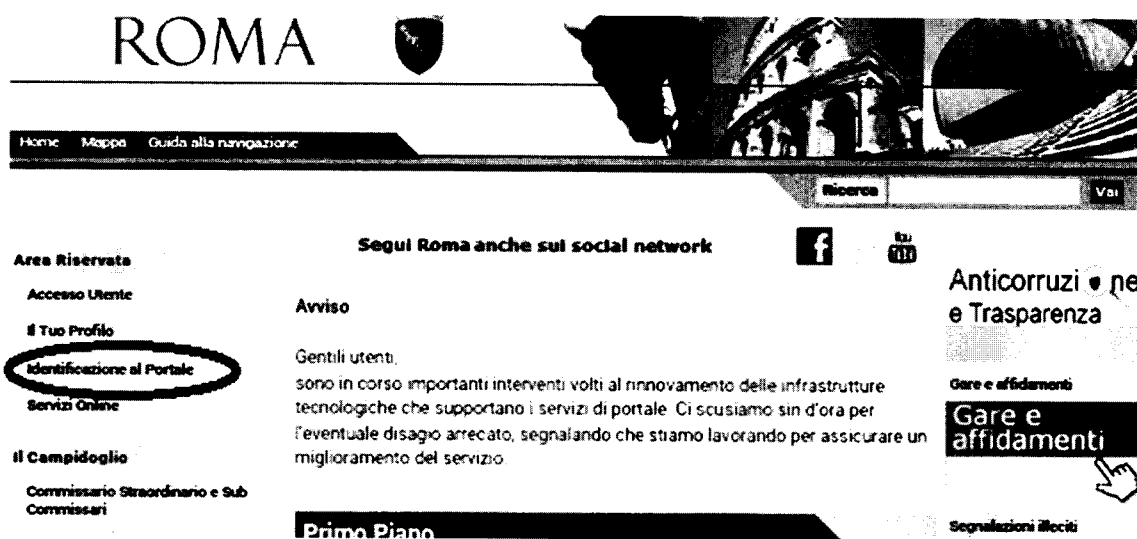 ROMA
Home Mappa Guida alla navigazione
Ricerca Vai
Segui Roma anche sui social network
Area Riservata
Accesso Utente
Il Tuo Profilo
Identificazione al Portale
Servizi Online
Il Campidoglio
Commissario Straordinario e Sub
Commissari
Avviso
Gentili utenti,
sono in corso importanti interventi volti al rinnovamento delle infrastrutture
tecnologiche che supportano i servizi di portale. Ci scusiamo sin d'ora per
l'eventuale disagio arrecato, segnalando che stiamo lavorando per assicurare un
miglioramento del servizio.
Primo Piano
Anticorruzione
e Trasparenza
Gare e affidamenti
Gare e
affidamenti
Segnalazioni illeciti